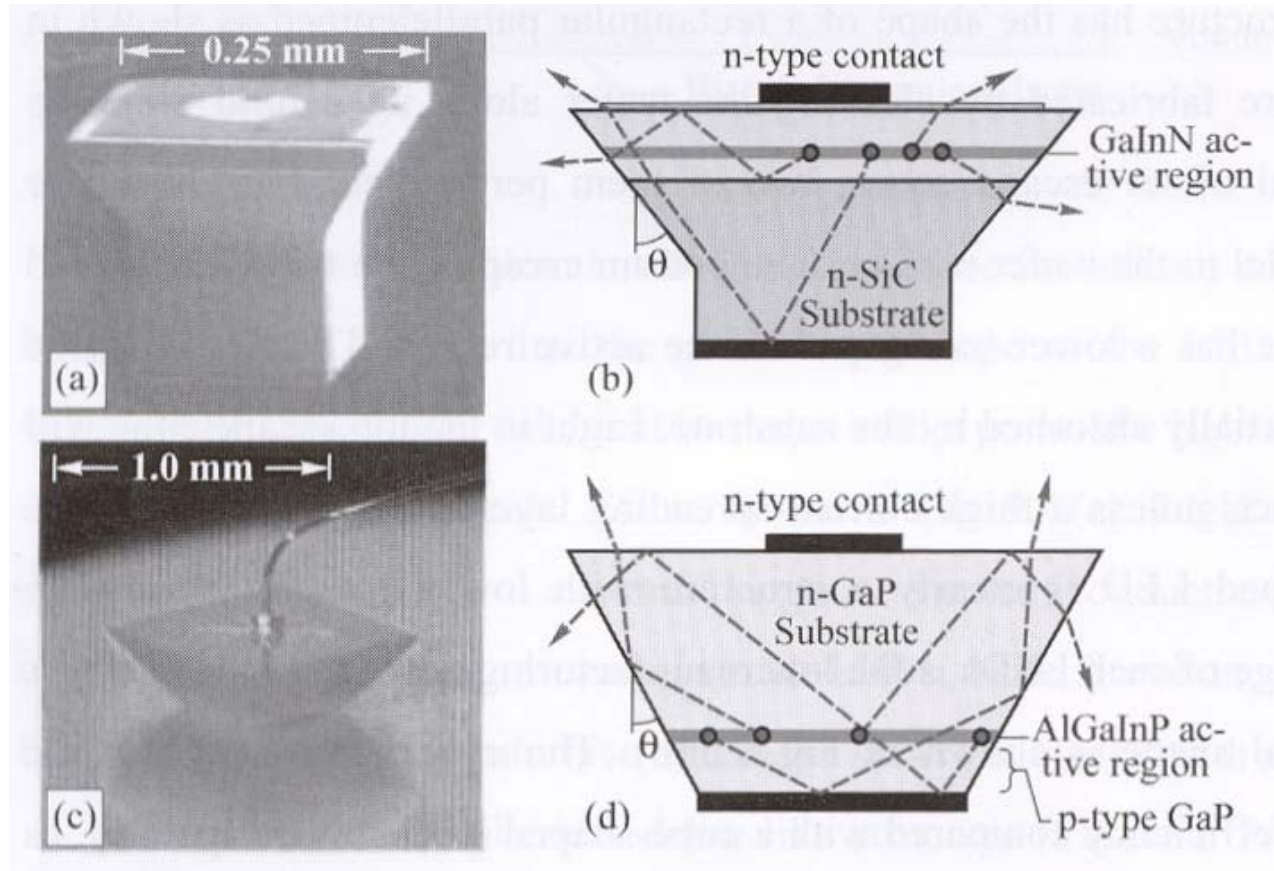 0.25 mm
(a)
n-type contact
GaInN ac-
tive region
θ
n-SiC
Substrate
(b)
1.0 mm
(c)
n-type contact
n-GaP
Substrate
θ
AlGaInP ac-
tive region
p-type GaP
(d)